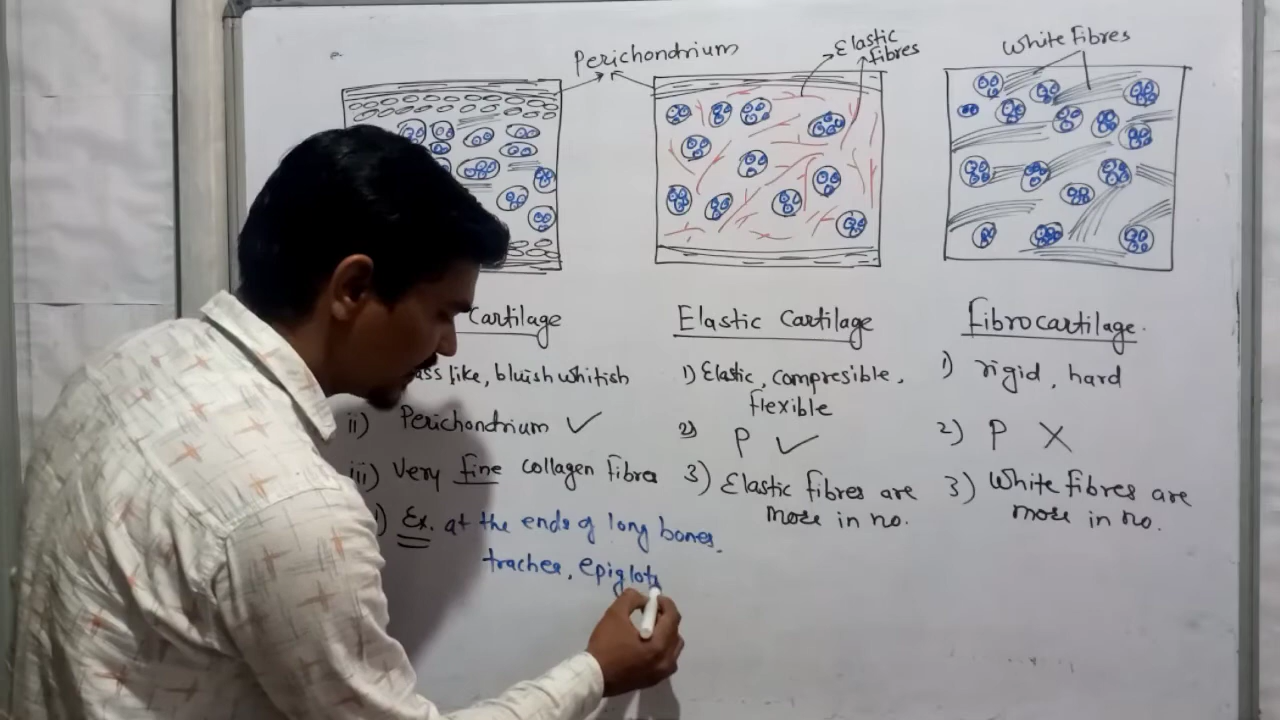 Perichondrium
Elastic
fibres
White Fibres
Cartilage
Elastic Cartilage
Fibrocartilage.
ass like, bluish whitish
ii) Perichondrium ✓
iii) Very fine collagen fibres
) Ex. at the ends of long bones,
trachea, epiglott
1) Elastic, compresible,
flexible
2) P ✓
3) Elastic fibres are
more in no.
1) rigid, hard
2) P X
3) White fibres are
more in no.